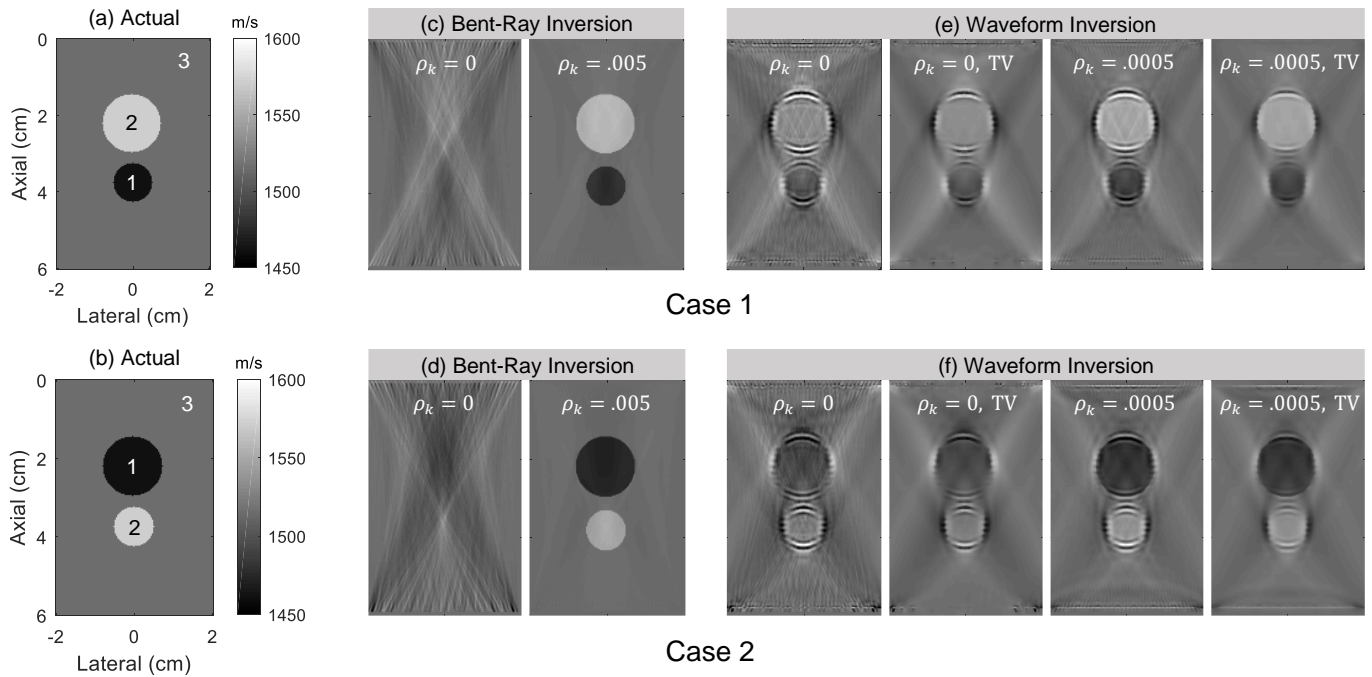 (a) Actual
m/s
(c) Bent-Ray Inversion
(e) Waveform Inversion
0
2
4
6
Axial (cm)
3
2
1
-2
0
2
Lateral (cm)
1600
1550
1500
1450
ρk = 0
ρk = .005
ρk = 0
ρk = 0, TV
ρk = .0005
ρk = .0005, TV
Case 1
(b) Actual
m/s
(d) Bent-Ray Inversion
(f) Waveform Inversion
0
2
4
6
Axial (cm)
3
1
2
-2
0
2
Lateral (cm)
1600
1550
1500
1450
ρk = 0
ρk = .005
ρk = 0
ρk = 0, TV
ρk = .0005
ρk = .0005, TV
Case 2